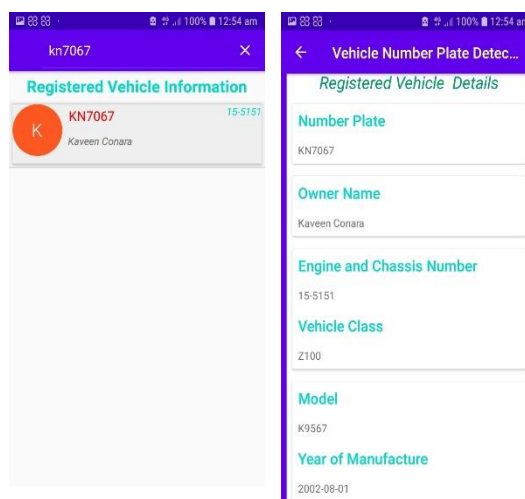 100% 12:54 am
kn7067
Registered Vehicle Information
K
KN7067
15-5151
Kaveen Conara
100% 12:54 am
Vehicle Number Plate Detec...
Registered Vehicle Details
Number Plate
KN7067
Owner Name
Kaveen Conara
Engine and Chassis Number
15-5151
Vehicle Class
Z100
Model
K9567
Year of Manufacture
2002-08-01